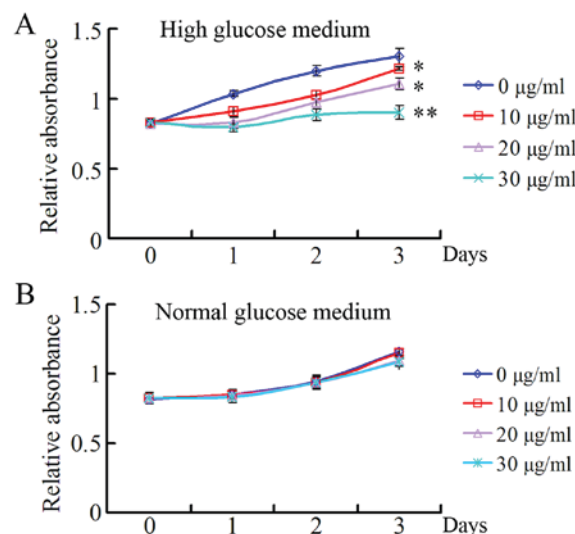 A
High glucose medium
Relative absorbance
1.5
1
0.5
0
0 1 2 3 Days
*
*
**
0 μg/ml
10 μg/ml
20 μg/ml
30 μg/ml
B
Normal glucose medium
Relative absorbance
1.5
1
0.5
0
0 1 2 3 Days
0 μg/ml
10 μg/ml
20 μg/ml
30 μg/ml